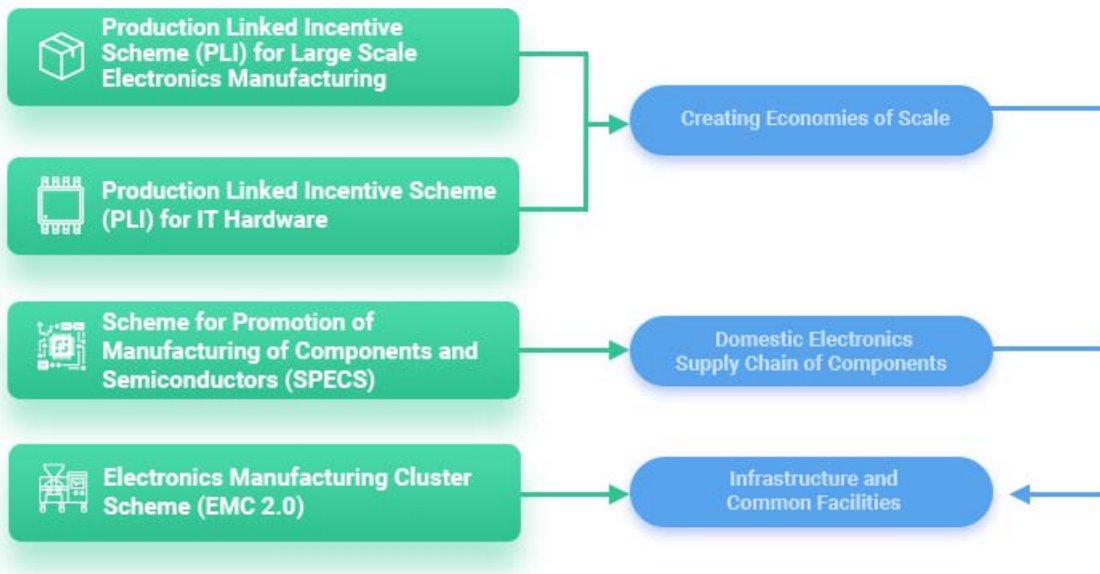 Production Linked Incentive
Scheme (PLI) for Large Scale
Electronics Manufacturing
Creating Economies of Scale
Production Linked Incentive Scheme
(PLI) for IT Hardware
Scheme for Promotion of
Manufacturing of Components and
Semiconductors (SPECS)
Domestic Electronics
Supply Chain of Components
Electronics Manufacturing Cluster
Scheme (EMC 2.0)
Infrastructure and
Common Facilities